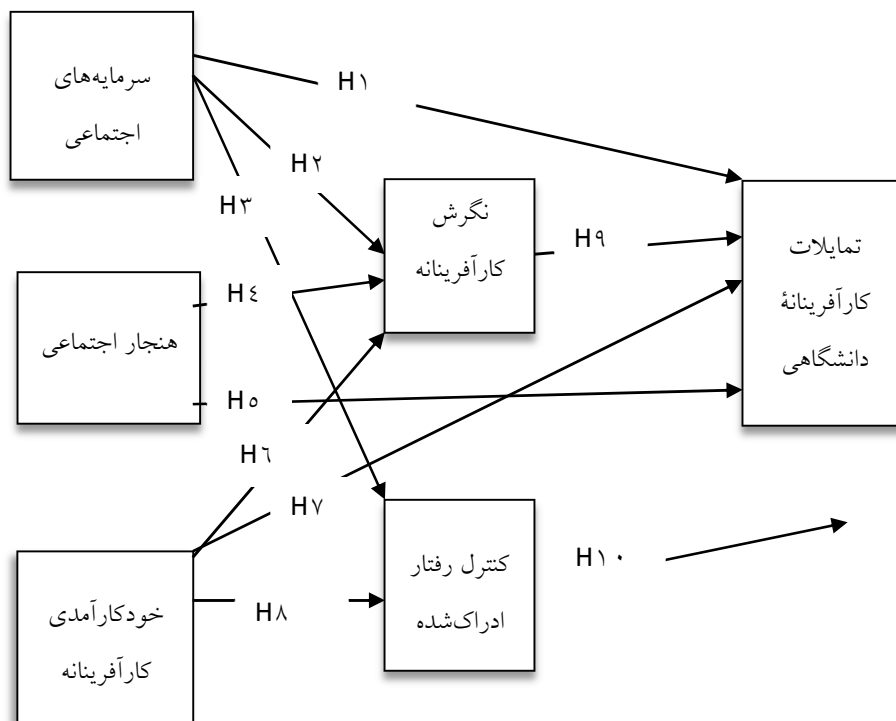 سرمایه‌های
اجتماعی
H۱
H۲
H۳
نگرش
کارآفرینانه
تمایلات
کارآفرینانهٔ
دانشگاهی
H۹
H٤
هنجار اجتماعی
H٥
H٦
H۷
کنترل رفتار
ادراک‌شده
H۱۰
H۸
خودکارآمدی
کارآفرینانه